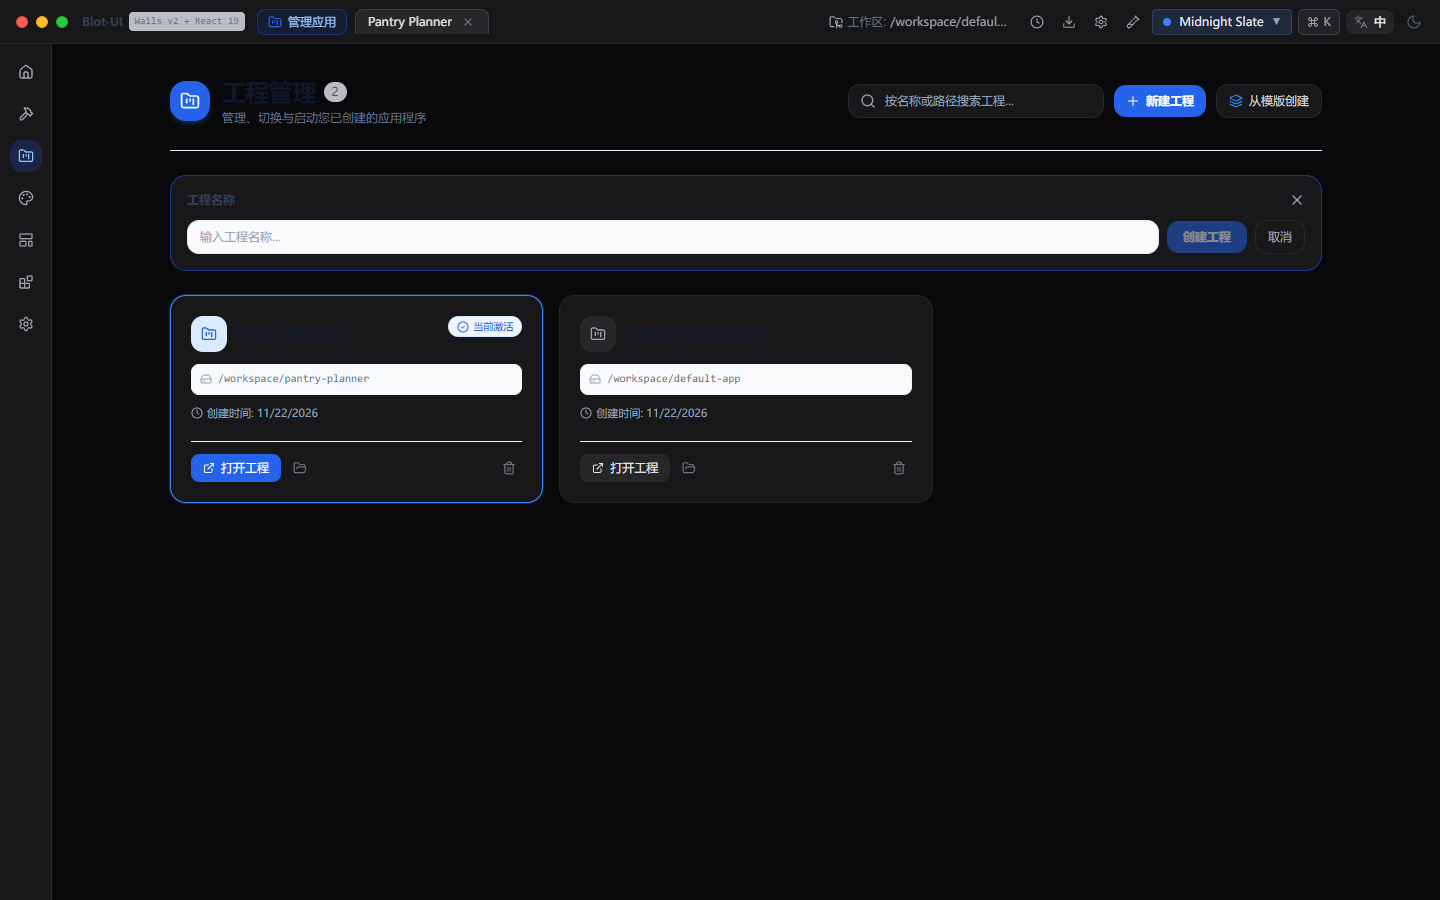 Blot-UI
Wails v2 + React 19
管理应用
Pantry Planner
工作区: /workspace/defaul...
Midnight Slate
⌘ K
中
工程管理
2
管理、切换与启动您已创建的应用程序
按名称或路径搜索工程...
新建工程
从模版创建
工程名称
输入工程名称...
创建工程
取消
当前激活
/workspace/pantry-planner
创建时间: 11/22/2026
打开工程
/workspace/default-app
创建时间: 11/22/2026
打开工程